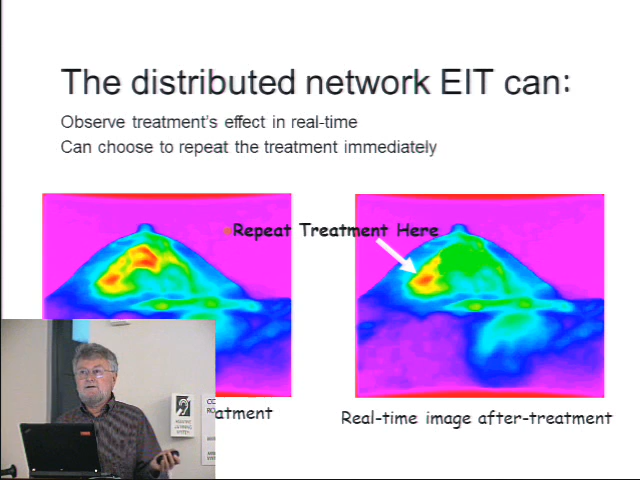 The distributed network EIT can:
Observe treatment's effect in real-time
Can choose to repeat the treatment immediately
Repeat Treatment Here
atment
Real-time image after-treatment